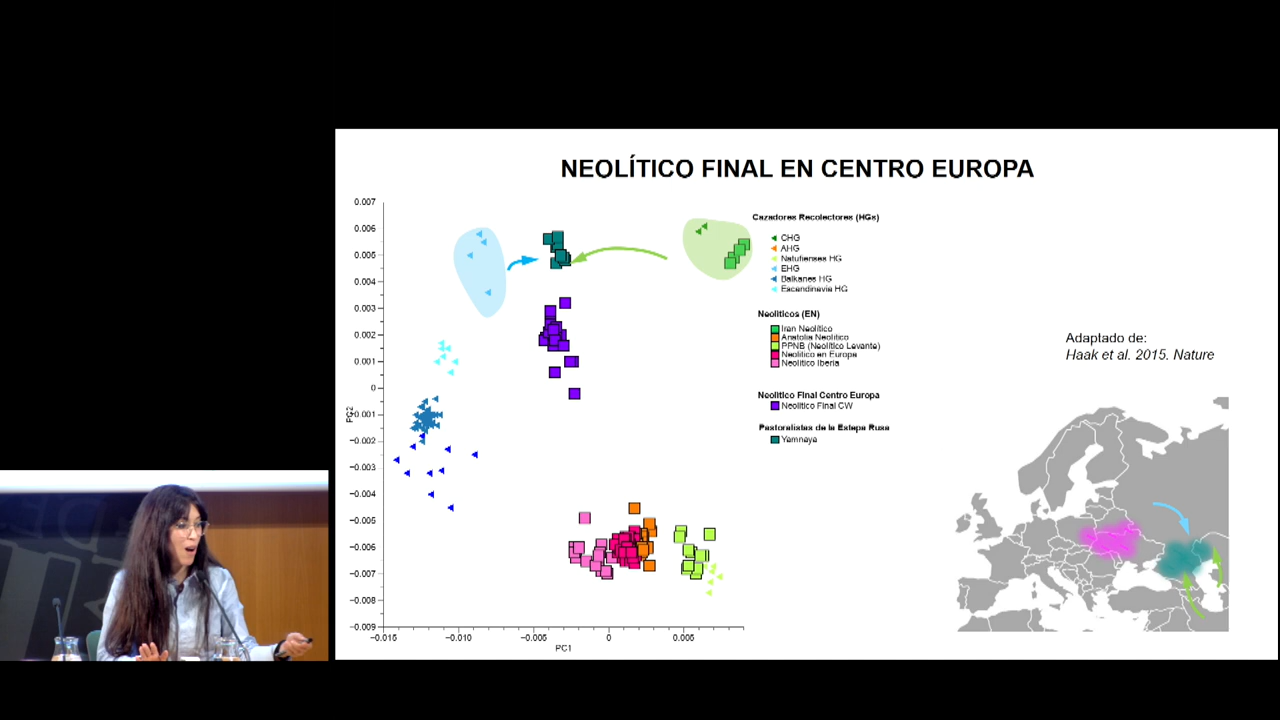 NEOLÍTICO FINAL EN CENTRO EUROPA
0.007
0.006
0.005
0.004
0.003
0.002
0.001
0
−0.001
−0.002
−0.003
−0.004
−0.005
−0.006
−0.007
−0.008
−0.009
PC2
−0.015
−0.010
−0.005
0
0.005
PC1
Cazadores Recolectores (HGs)
CHG
AHG
Natufienses HG
EHG
Balkanes HG
Escandinavia HG
Neolíticos (EN)
Iran Neolítico
Anatolia Neolítico
PPNB (Neolítico Levante)
Neolítico en Europa
Neolítico Iberia
Neolítico Final Centro Europa
Neolítico Final CW
Pastoralistas de la Estepa Rusa
Yamnaya
Adaptado de:
Haak et al. 2015. Nature